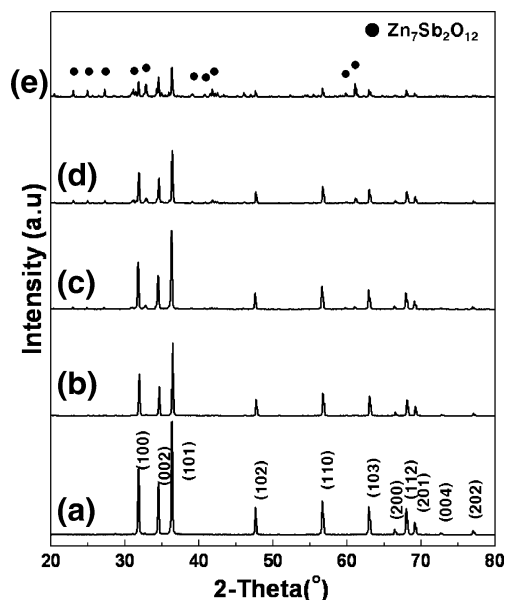 Zn₇Sb₂O₁₂
(e)
(d)
(c)
(b)
(a)
Intensity (a.u)
(100)
(002)
(101)
(102)
(110)
(103)
(200)
(112)
(201)
(004)
(202)
20 30 40 50 60 70 80
2-Theta(°)